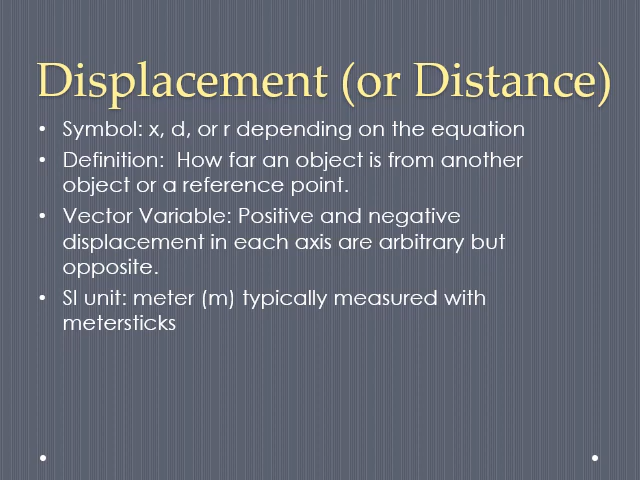 Displacement (or Distance)
• Symbol: x, d, or r depending on the equation
• Definition:  How far an object is from another
object or a reference point.
• Vector Variable: Positive and negative
displacement in each axis are arbitrary but
opposite.
• SI unit: meter (m) typically measured with
metersticks